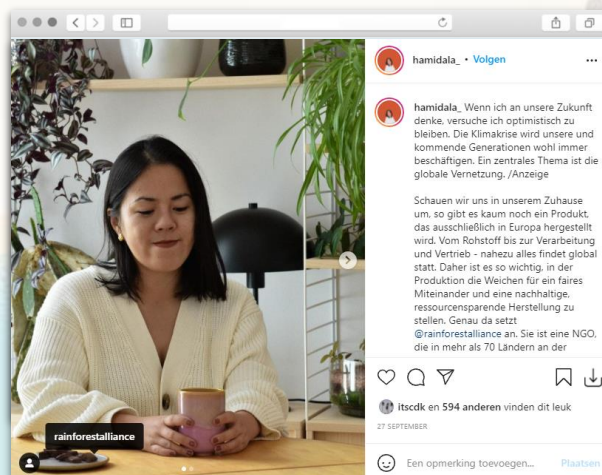 hamidala_ • Volgen
hamidala_ Wenn ich an unsere Zukunft
denke, versuche ich optimistisch zu
bleiben. Die Klimakrise wird unsere und
kommende Generationen wohl immer
beschäftigen. Ein zentrales Thema ist die
globale Vernetzung. /Anzeige
Schauen wir uns in unserem Zuhause
um, so gibt es kaum noch ein Produkt,
das ausschließlich in Europa hergestellt
wird. Vom Rohstoff bis zur Verarbeitung
und Vertrieb - nahezu alles findet global
statt. Daher ist es so wichtig, in der
Produktion die Weichen für ein faires
Miteinander und eine nachhaltige,
ressourcensparende Herstellung zu
stellen. Genau da setzt
@rainforestalliance an. Sie ist eine NGO,
die in mehr als 70 Ländern an der
rainforestalliance
itscdk en 594 anderen vinden dit leuk
27 SEPTEMBER
Een opmerking toevoegen... Plaatsen